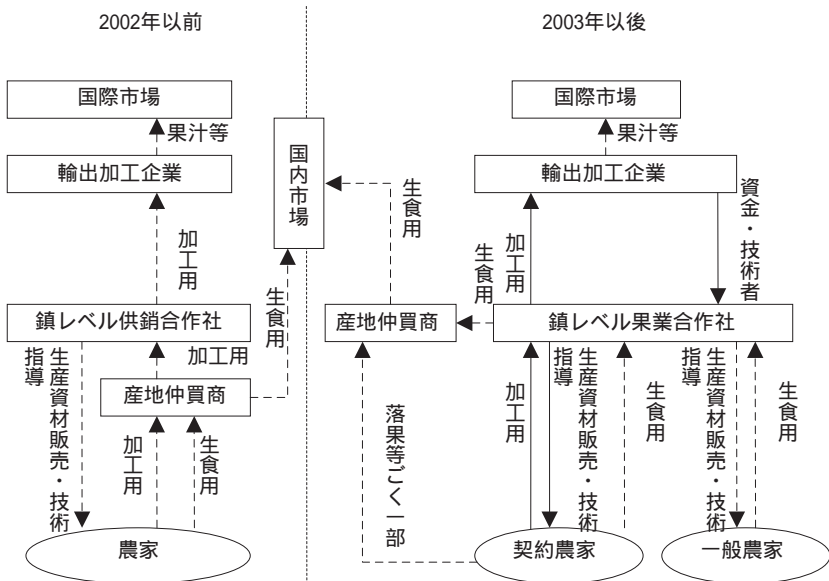 2002年以前
国際市場
果汁等
輸出加工企業
加工用
鎮レベル供銷合作社
加工用
生食用
産地仲買商
生産資材販売・技術
指導
加工用
生食用
農家
国内市場
2003年以後
国際市場
果汁等
輸出加工企業
生食用
加工用
資金・技術者
生食用
産地仲買商
鎮レベル果業合作社
落果等ごく一部
加工用
生産資材販売・技術
指導
生食用
生産資材販売・技術
指導
生食用
契約農家
一般農家